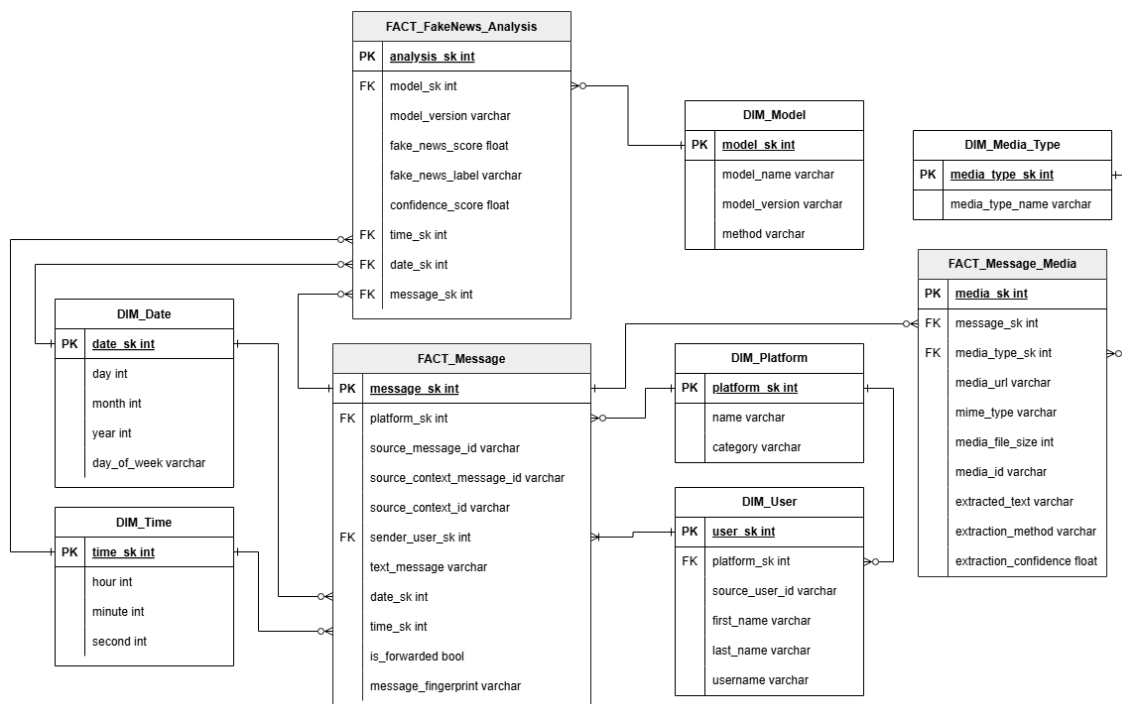 FACT_FakeNews_Analysis
PK analysis_sk int
FK model_sk int
model_version varchar
fake_news_score float
fake_news_label varchar
confidence_score float
FK time_sk int
FK date_sk int
FK message_sk int
DIM_Model
PK model_sk int
model_name varchar
model_version varchar
method varchar
DIM_Media_Type
PK media_type_sk int
media_type_name varchar
FACT_Message_Media
PK media_sk int
FK message_sk int
FK media_type_sk int
media_url varchar
mime_type varchar
media_file_size int
media_id varchar
extracted_text varchar
extraction_method varchar
extraction_confidence float
DIM_Date
PK date_sk int
day int
month int
year int
day_of_week varchar
DIM_Time
PK time_sk int
hour int
minute int
second int
FACT_Message
PK message_sk int
FK platform_sk int
source_message_id varchar
source_context_message_id varchar
source_context_id varchar
FK sender_user_sk int
text_message varchar
date_sk int
time_sk int
is_forwarded bool
message_fingerprint varchar
DIM_Platform
PK platform_sk int
name varchar
category varchar
DIM_User
PK user_sk int
FK platform_sk int
source_user_id varchar
first_name varchar
last_name varchar
username varchar